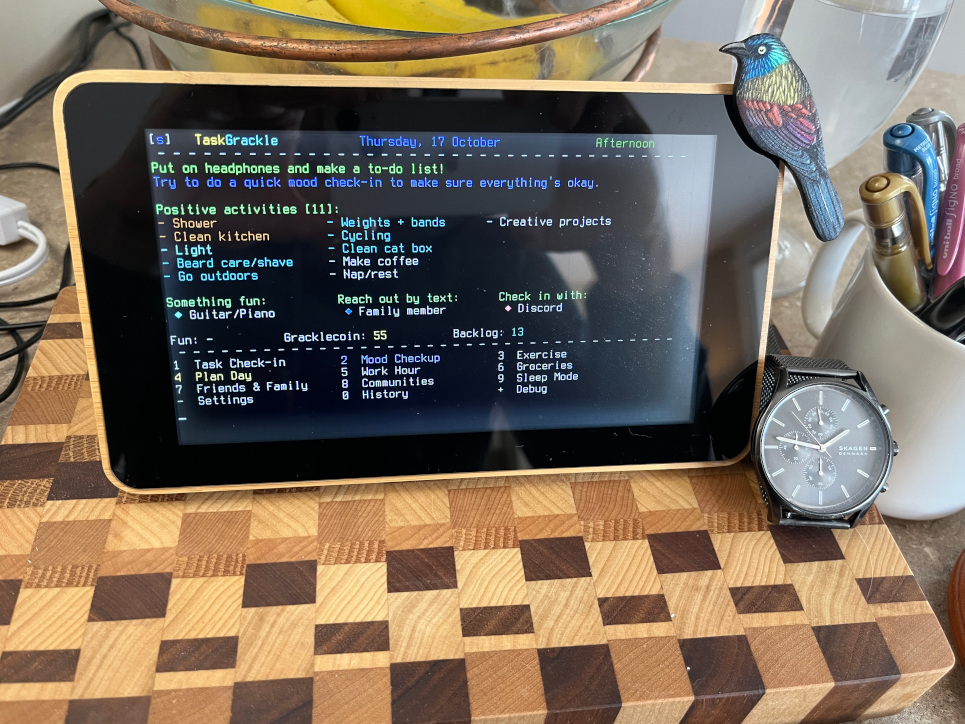 [s] TaskGrackle Thursday, 17 October Afternoon
Put on headphones and make a to-do list!
Try to do a quick mood check-in to make sure everything's okay.
Positive activities [11]:
- Shower - Weights + bands - Creative projects
- Clean kitchen - Cycling
- Light - Clean cat box
- Beard care/shave - Make coffee
- Go outdoors - Nap/rest
Something fun: Reach out by text: Check in with:
◆ Guitar/Piano ◆ Family member ◆ Discord
Fun: - Gracklecoin: 55 Backlog: 13
1 Task Check-in 2 Mood Checkup 3 Exercise
4 Plan Day 5 Work Hour 6 Groceries
7 Friends & Family 8 Communities 9 Sleep Mode
- Settings 0 History + Debug
SKAGEN
DENMARK
uni-ball SIGNO broad